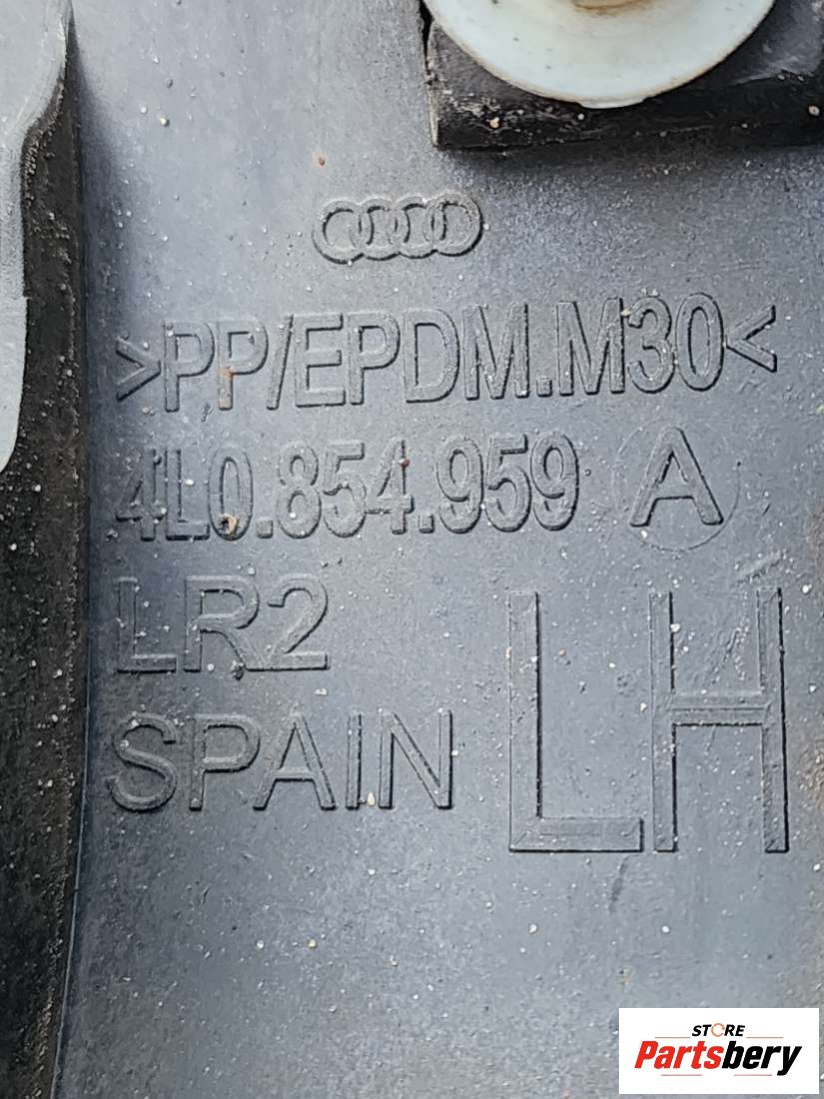 >PP/EPDM.M30<
4L0.854.959 A
LR2
SPAIN
LH
STORE
Partsbery